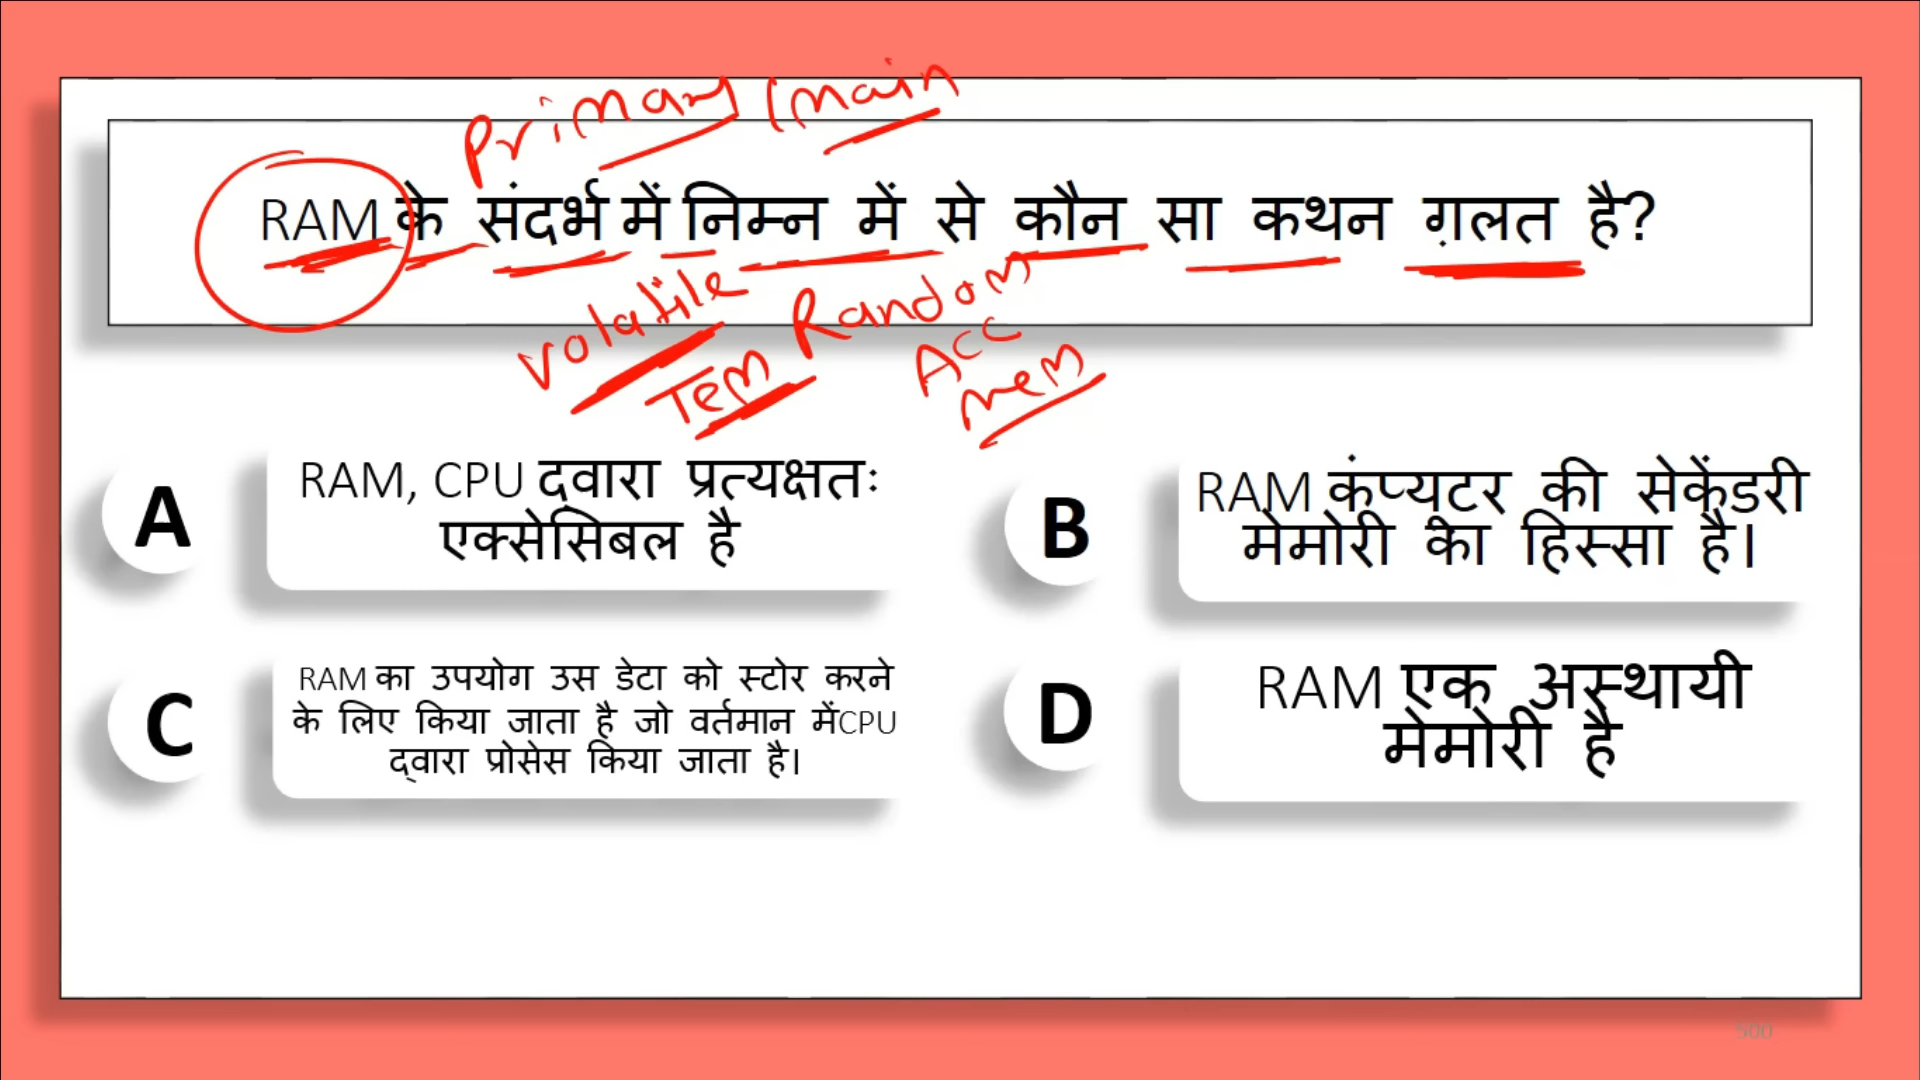 Primary (main
RAM के संदर्भ में निम्न में से कौन सा कथन ग़लत है?
volatile Random
Tem Acc
mem
A
RAM, CPU द्वारा प्रत्यक्षतः
एक्सेसिबल है
B
RAM कंप्यूटर की सेकेंडरी
मेमोरी का हिस्सा है।
C
RAM का उपयोग उस डेटा को स्टोर करने
के लिए किया जाता है जो वर्तमान मेंCPU
द्वारा प्रोसेस किया जाता है।
D
RAM एक अस्थायी
मेमोरी है
500